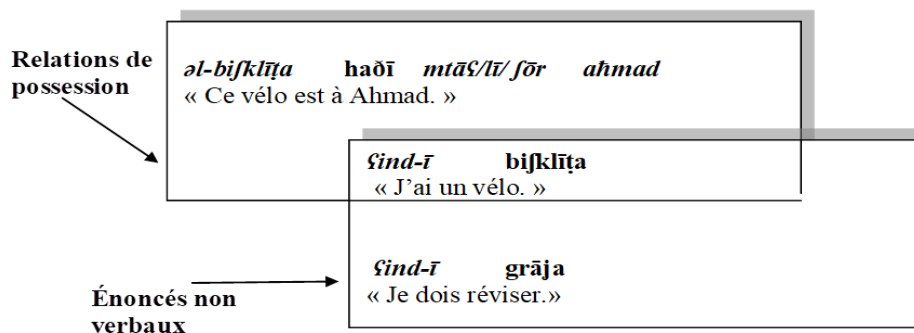 Relations de
possession
əl-biʃklīṭa haðī mtāʕ/lī/ ʃōr aħmad
« Ce vélo est à Ahmad. »
ʕind-ī biʃklīṭa
« J'ai un vélo. »
ʕind-ī grāja
« Je dois réviser.»
Énoncés non
verbaux